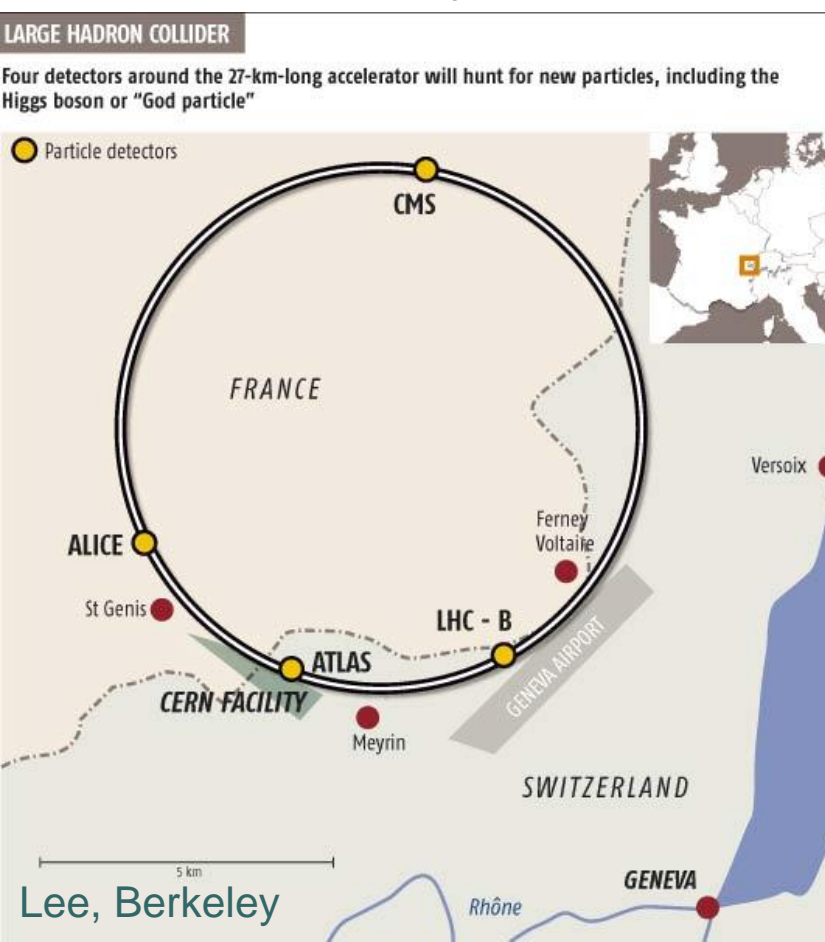 LARGE HADRON COLLIDER
Four detectors around the 27-km-long accelerator will hunt for new particles, including the
Higgs boson or “God particle”
Particle detectors
CMS
FRANCE
Versoix
Ferney
Voltaire
ALICE
St Genis
LHC - B
ATLAS
GENEVA AIRPORT
CERN FACILITY
Meyrin
SWITZERLAND
5 km
GENEVA
Lee, Berkeley
Rhône